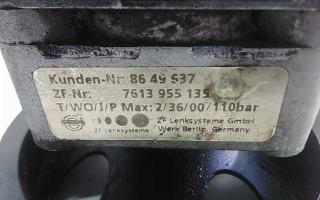 Kunden-Nr: 86 49 637
ZF-Nr. 7613 955 135
T/WO/I/P Max: 2/36/00/110bar
ZF Lenksysteme GmbH
ZF Lenksysteme Werk Berlin, Germany